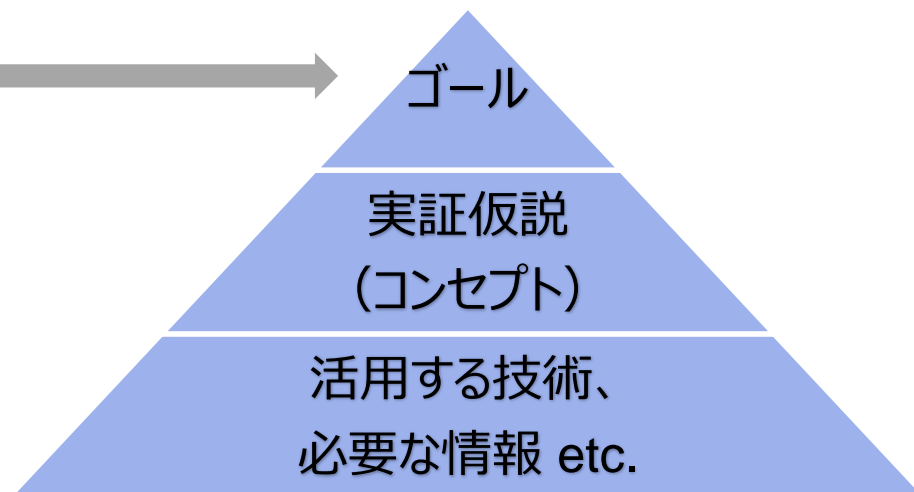 ゴール
実証仮説
（コンセプト）
活用する技術、
必要な情報 etc.